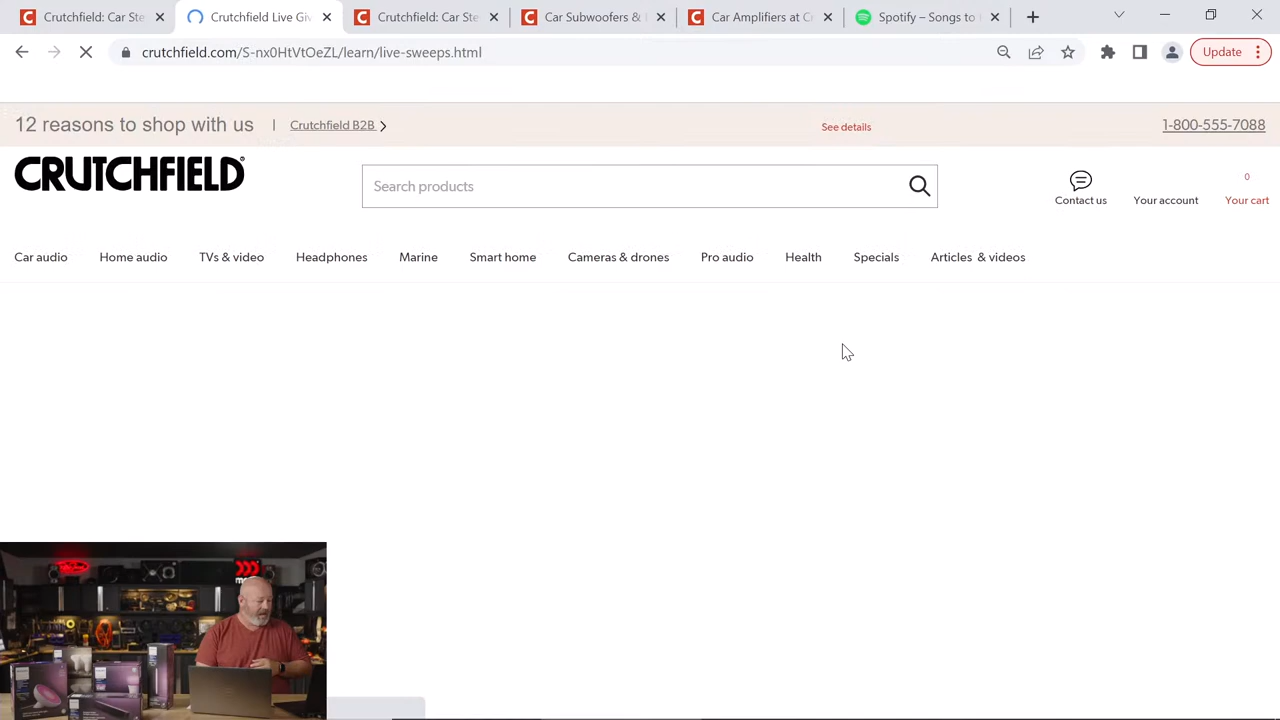 Crutchfield: Car Ste
Crutchfield Live Giv
Crutchfield: Car Ste
Car Subwoofers &
Car Amplifiers at C
Spotify – Songs to
crutchfield.com/S-nx0HtVtOeZL/learn/live-sweeps.html
Update
12 reasons to shop with us | Crutchfield B2B
See details
1-800-555-7088
CRUTCHFIELD
Search products
Contact us
Your account
0
Your cart
Car audio
Home audio
TVs & video
Headphones
Marine
Smart home
Cameras & drones
Pro audio
Health
Specials
Articles & videos